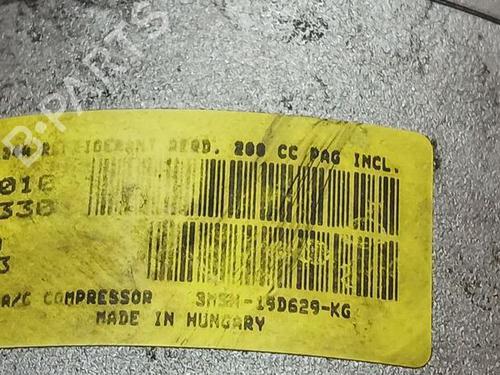 B-PARTS
REFRIGERANT REQD. 200 CC PAG INCL.
016
330
3
A/C COMPRESSOR 3M5H-19D629-KG
MADE IN HUNGARY